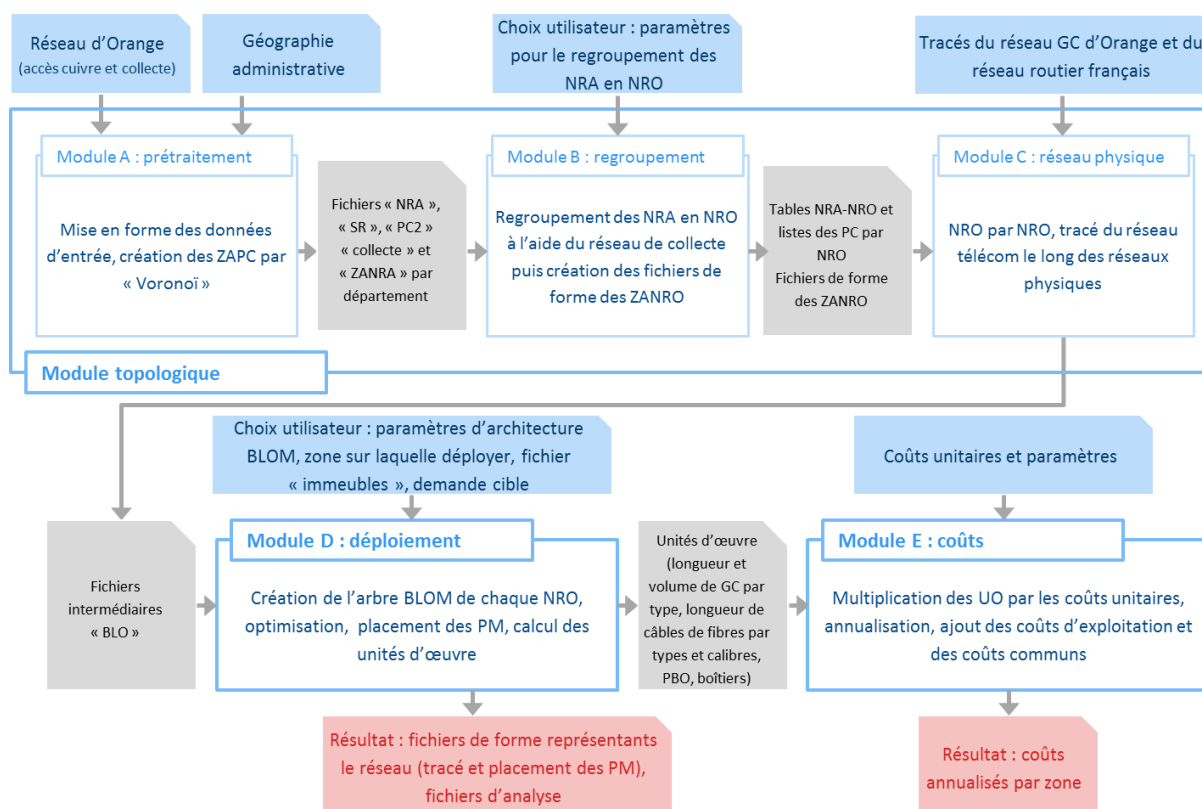 Réseau d’Orange
(accès cuivre et collecte)
Géographie
administrative
Choix utilisateur : paramètres
pour le regroupement des
NRA en NRO
Tracés du réseau GC d’Orange et du
réseau routier français
Module A : prétraitement
Mise en forme des données
d’entrée, création des ZAPC par
« Voronoï »
Fichiers « NRA »,
« SR », « PC2 »
« collecte » et
« ZANRA » par
département
Module B : regroupement
Regroupement des NRA en NRO
à l’aide du réseau de collecte
puis création des fichiers de
forme des ZANRO
Tables NRA-NRO et
listes des PC par
NRO
Fichiers de forme
des ZANRO
Module C : réseau physique
NRO par NRO, tracé du réseau
télécom le long des réseaux
physiques
Module topologique
Choix utilisateur : paramètres d’architecture
BLOM, zone sur laquelle déployer, fichier
« immeubles », demande cible
Coûts unitaires et paramètres
Fichiers
intermédiaires
« BLO »
Module D : déploiement
Création de l’arbre BLOM de chaque NRO,
optimisation, placement des PM, calcul des
unités d’œuvre
Unités d’œuvre
(longueur et
volume de GC par
type, longueur de
câbles de fibres par
types et calibres,
PBO, boîtiers)
Module E : coûts
Multiplication des UO par les coûts unitaires,
annualisation, ajout des coûts d’exploitation et
des coûts communs
Résultat : fichiers de forme représentants
le réseau (tracé et placement des PM),
fichiers d’analyse
Résultat : coûts
annualisés par zone